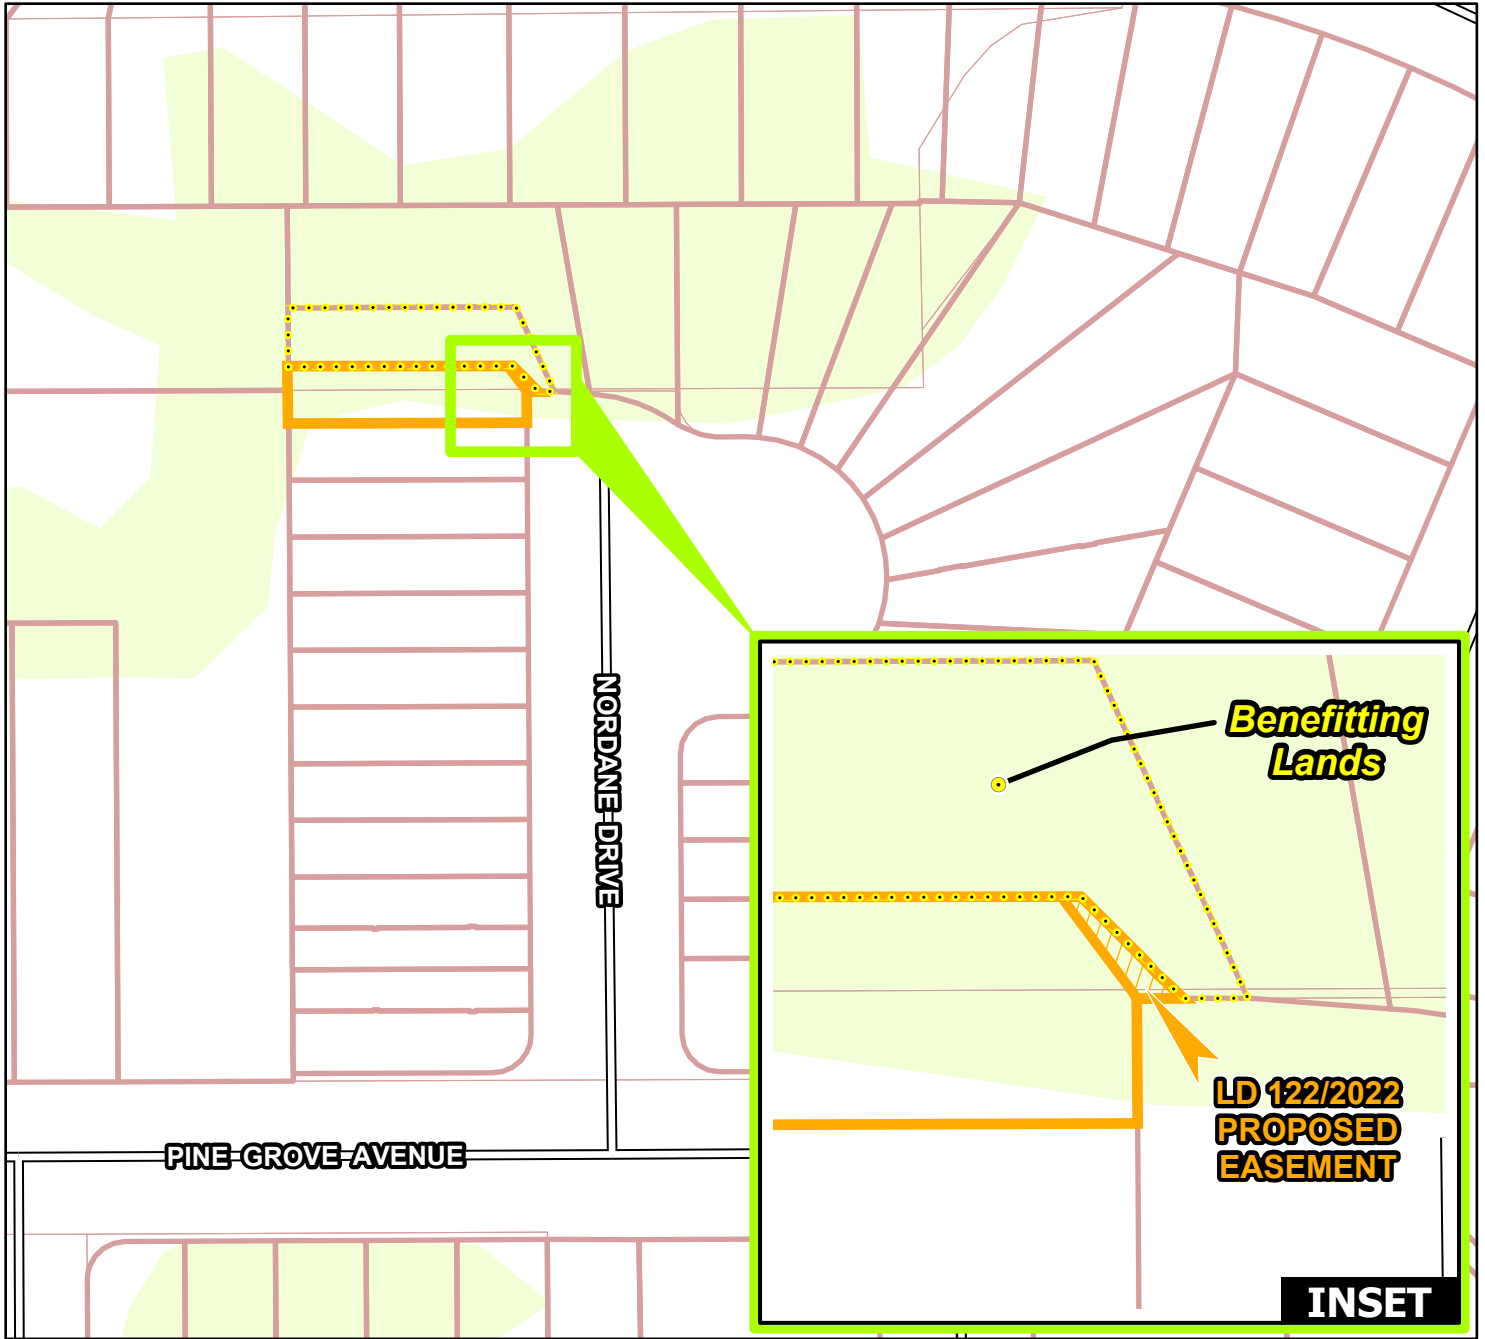 NORDANE DRIVE
PINE GROVE AVENUE
Benefitting
Lands
LD 122/2022
PROPOSED
EASEMENT
INSET